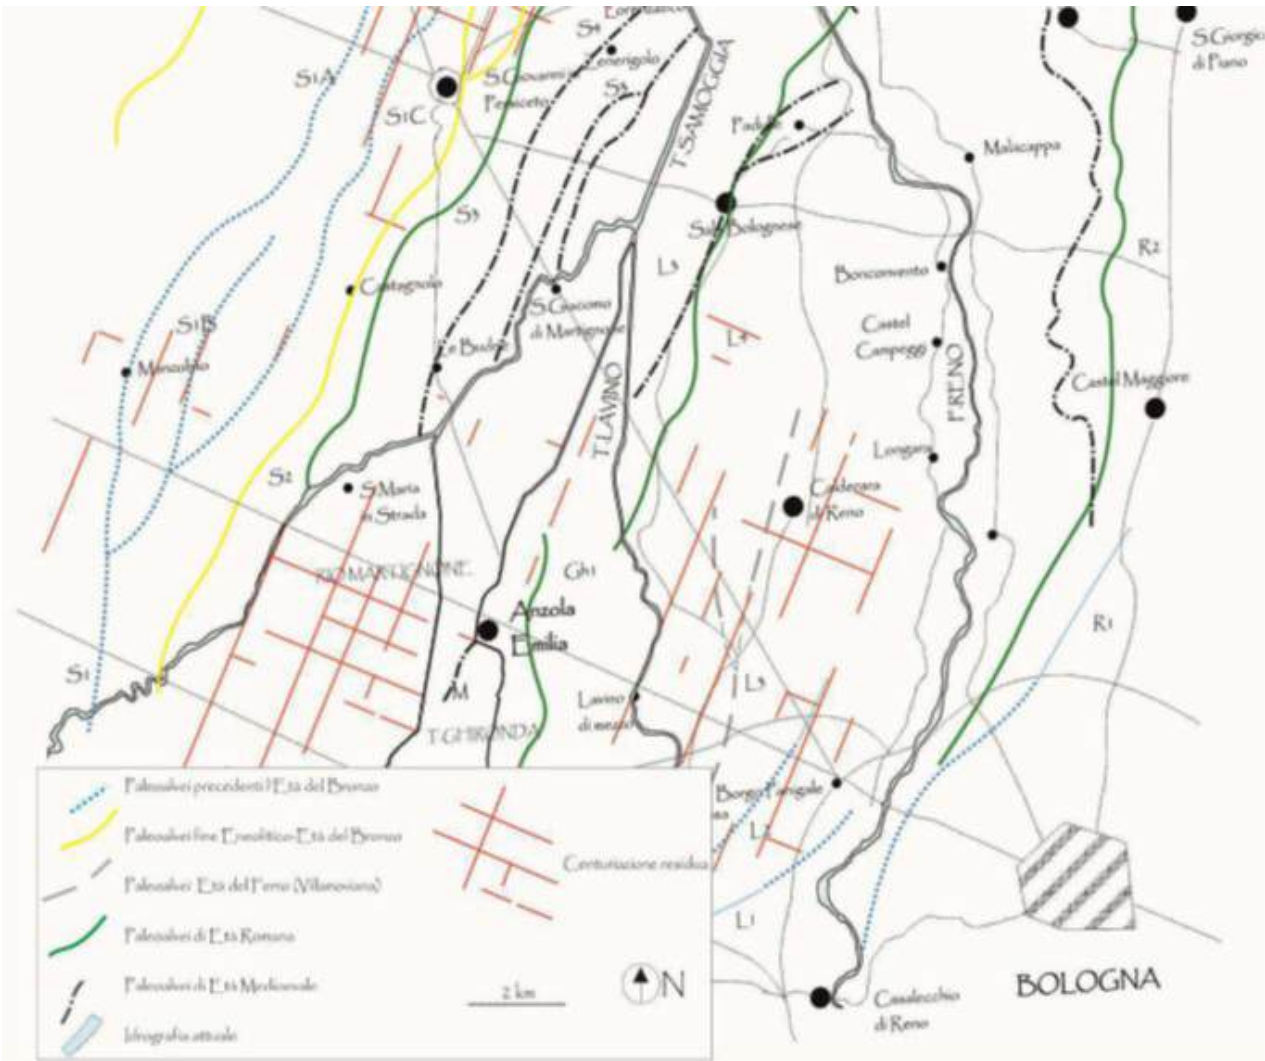 S4
S1A
Zenerigolo
S.Giovanni in
Persiceto
S3
S1C
T.SAMOGGIA
S.Giorgio
di Piano
Padulle
Malacappa
S3
Sala Bolognese
R2
L3
Bonconvento
Castagnolo
S.Giacomo
di Martignone
S1B
Le Budrie
L4
Castel
Campeggi
Manzolino
F.RENO
Castel Maggiore
T.LAVINO
Longara
S2
S.Maria
in Strada
Calderara
di Reno
RIO MARTIGNONE
Gh1
Anzola
Emilia
R1
S1
M
L3
Lavino
di mezzo
T.GHIRONDA
Borgo Panigale
L2
L1
BOLOGNA
Casalecchio
di Reno
Paleoalvei precedenti l'Età del Bronzo
Paleoalvei fine Eneolitico-Età del Bronzo
Centuriazione residua
Paleoalvei Età del Ferro (Villanoviana)
Paleoalvei di Età Romana
Paleoalvei di Età Medioevale
2 km
N
Idrografia attuale